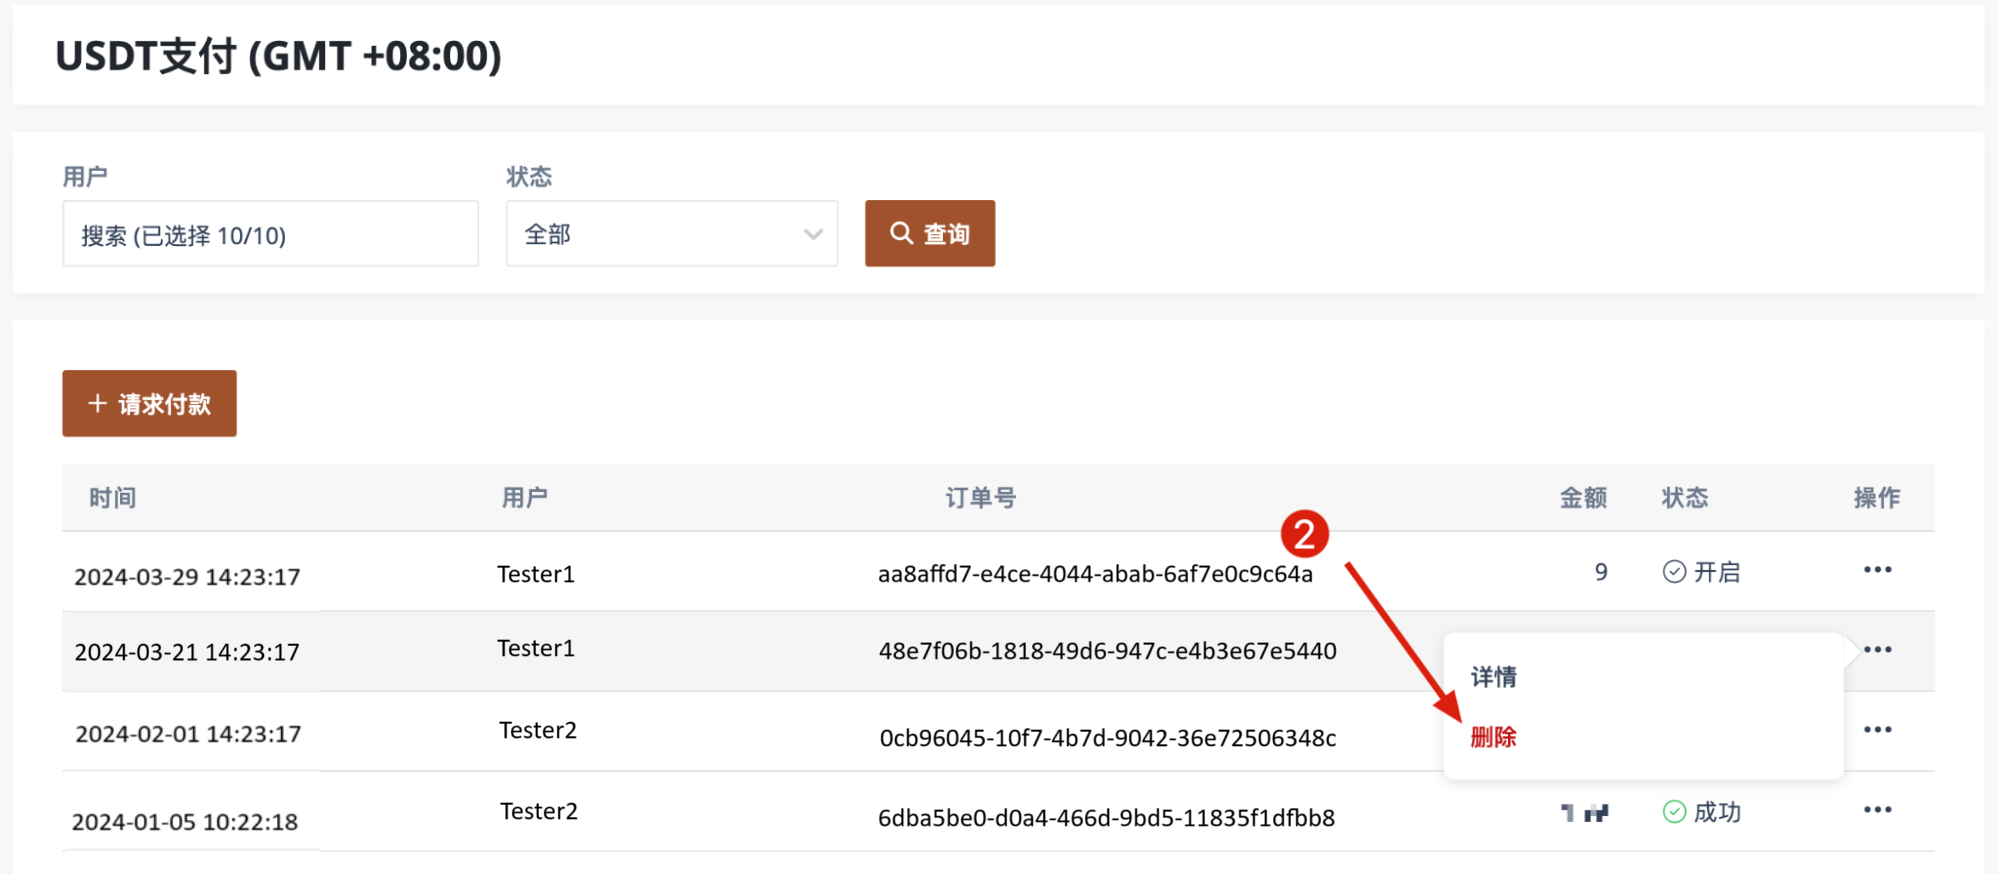 USDT支付 (GMT +08:00)
用户
状态
搜索 (已选择 10/10)
全部
查询
+ 请求付款
时间 用户 订单号 金额 状态 操作
2
2024-03-29 14:23:17 Tester1 aa8affd7-e4ce-4044-abab-6af7e0c9c64a 9 开启 •••
2024-03-21 14:23:17 Tester1 48e7f06b-1818-49d6-947c-e4b3e67e5440 •••
详情
删除
2024-02-01 14:23:17 Tester2 0cb96045-10f7-4b7d-9042-36e72506348c •••
2024-01-05 10:22:18 Tester2 6dba5be0-d0a4-466d-9bd5-11835f1dfbb8 成功 •••